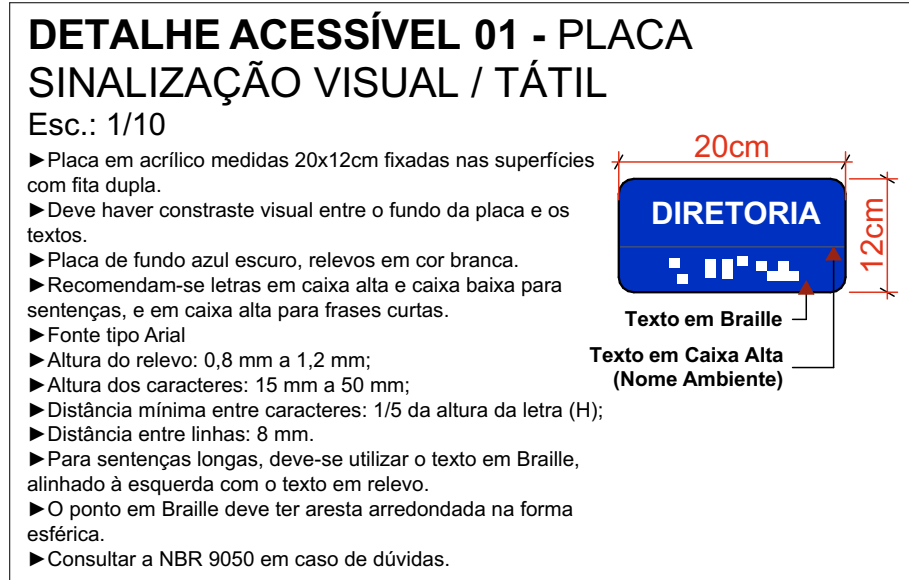 DETALHE ACESSÍVEL 01 - PLACA
SINALIZAÇÃO VISUAL / TÁTIL
Esc.: 1/10
►Placa em acrílico medidas 20x12cm fixadas nas superfícies
com fita dupla.
►Deve haver constraste visual entre o fundo da placa e os
textos.
►Placa de fundo azul escuro, relevos em cor branca.
►Recomendam-se letras em caixa alta e caixa baixa para
sentenças, e em caixa alta para frases curtas.
►Fonte tipo Arial
►Altura do relevo: 0,8 mm a 1,2 mm;
►Altura dos caracteres: 15 mm a 50 mm;
►Distância mínima entre caracteres: 1/5 da altura da letra (H);
►Distância entre linhas: 8 mm.
►Para sentenças longas, deve-se utilizar o texto em Braille,
alinhado à esquerda com o texto em relevo.
►O ponto em Braille deve ter aresta arredondada na forma
esférica.
►Consultar a NBR 9050 em caso de dúvidas.
20cm
12cm
DIRETORIA
Texto em Braille
Texto em Caixa Alta
(Nome Ambiente)